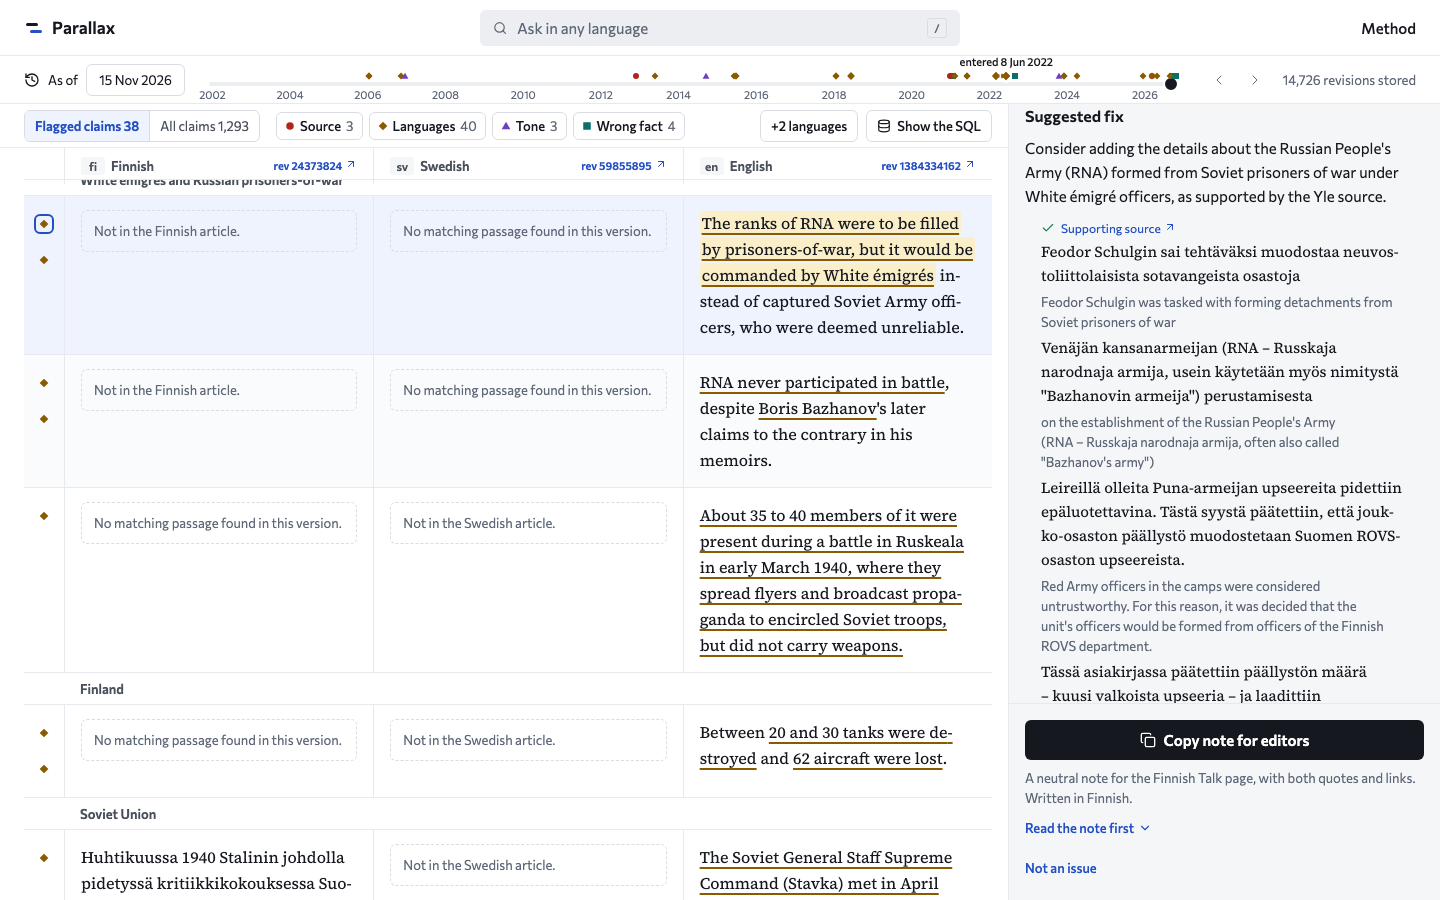 Parallax
Ask in any language
/
Method
As of
15 Nov 2026
entered 8 Jun 2022
2002 2004 2006 2008 2010 2012 2014 2016 2018 2020 2022 2024 2026
14,726 revisions stored
Flagged claims 38
All claims 1,293
Source 3
Languages 40
Tone 3
Wrong fact 4
+2 languages
Show the SQL
fi Finnish rev 24373824
sv Swedish rev 59855895
en English rev 1384334162
White émigrés and Russian prisoners-of-war
Not in the Finnish article.
No matching passage found in this version.
The ranks of RNA were to be filled
by prisoners-of-war, but it would be
commanded by White émigrés in-
stead of captured Soviet Army offi-
cers, who were deemed unreliable.
Not in the Finnish article.
No matching passage found in this version.
RNA never participated in battle,
despite Boris Bazhanov's later
claims to the contrary in his
memoirs.
No matching passage found in this version.
Not in the Swedish article.
About 35 to 40 members of it were
present during a battle in Ruskeala
in early March 1940, where they
spread flyers and broadcast propa-
ganda to encircled Soviet troops,
but did not carry weapons.
Finland
No matching passage found in this version.
Not in the Swedish article.
Between 20 and 30 tanks were de-
stroyed and 62 aircraft were lost.
Soviet Union
Huhtikuussa 1940 Stalinin johdolla
pidetyssä kritiikkikokouksessa Suo-
Not in the Swedish article.
The Soviet General Staff Supreme
Command (Stavka) met in April
Suggested fix
Consider adding the details about the Russian People's
Army (RNA) formed from Soviet prisoners of war under
White émigré officers, as supported by the Yle source.
Supporting source
Feodor Schulgin sai tehtäväksi muodostaa neuvos-
toliittolaisista sotavangeista osastoja
Feodor Schulgin was tasked with forming detachments from
Soviet prisoners of war
Venäjän kansanarmeijan (RNA – Russkaja
narodnaja armija, usein käytetään myös nimitystä
"Bazhanovin armeija") perustamisesta
on the establishment of the Russian People's Army
(RNA – Russkaja narodnaja armija, often also called
"Bazhanov's army")
Leireillä olleita Puna-armeijan upseereita pidettiin
epäluotettavina. Tästä syystä päätettiin, että jouk-
ko-osaston päällystö muodostetaan Suomen ROVS-
osaston upseereista.
Red Army officers in the camps were considered
untrustworthy. For this reason, it was decided that the
unit's officers would be formed from officers of the Finnish
ROVS department.
Tässä asiakirjassa päätettiin päällystön määrä
– kuusi valkoista upseeria – ja laadittiin
Copy note for editors
A neutral note for the Finnish Talk page, with both quotes and links.
Written in Finnish.
Read the note first
Not an issue